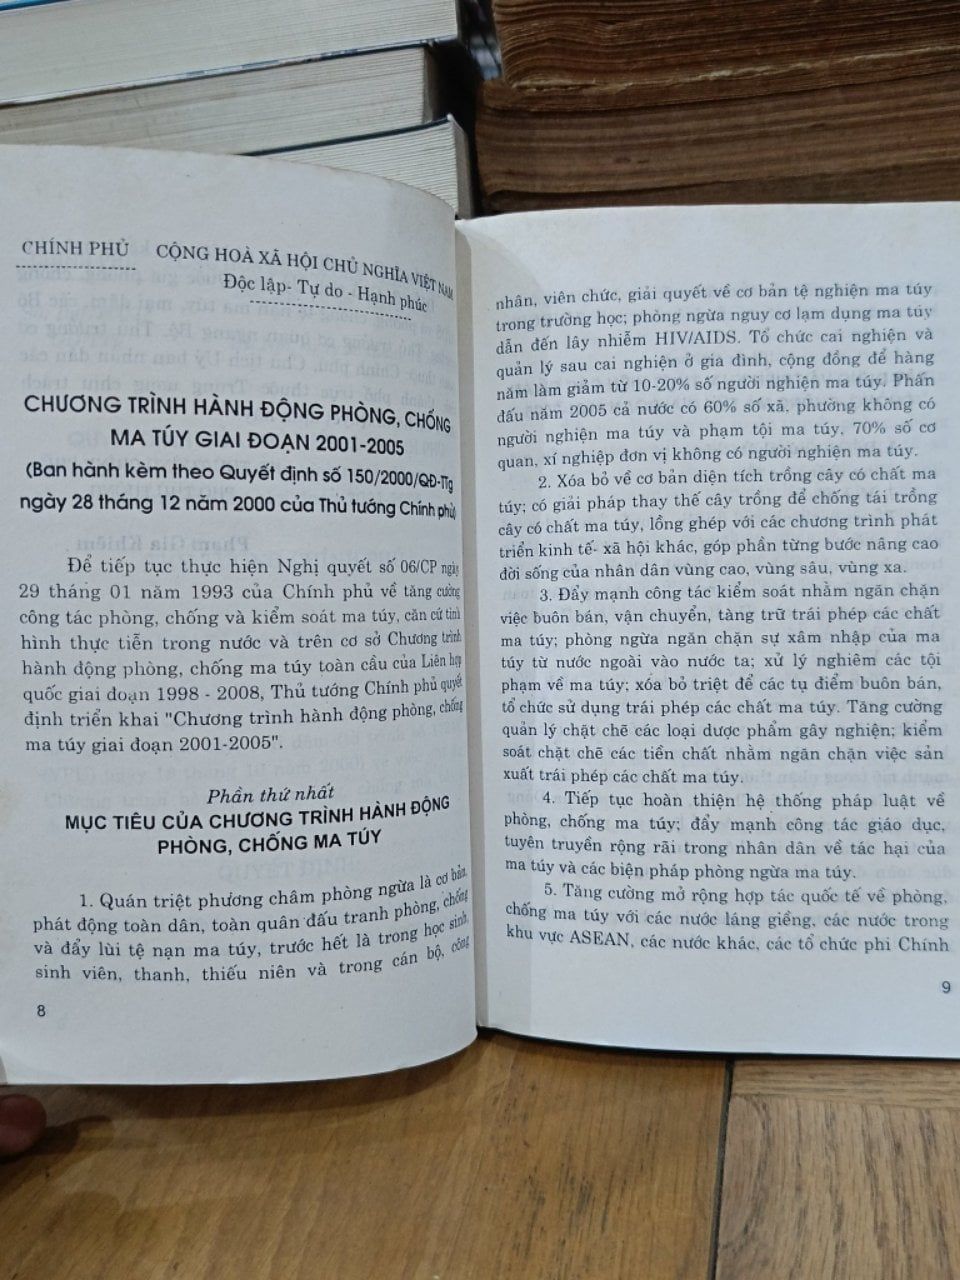 CHÍNH PHỦ CỘNG HOÀ XÃ HỘI CHỦ NGHĨA VIỆT NAM
Độc lập- Tự do - Hạnh phúc
CHƯƠNG TRÌNH HÀNH ĐỘNG PHÒNG, CHỐNG
MA TÚY GIAI ĐOẠN 2001-2005
(Ban hành kèm theo Quyết định số 150/2000/QĐ-TTg
ngày 28 tháng 12 năm 2000 của Thủ tướng Chính phủ)
Để tiếp tục thực hiện Nghị quyết số 06/CP ngày
29 tháng 01 năm 1993 của Chính phủ về tăng cường
công tác phòng, chống và kiểm soát ma túy, căn cứ tình
hình thực tiễn trong nước và trên cơ sở Chương trình
hành động phòng, chống ma túy toàn cầu của Liên hợp
quốc giai đoạn 1998 - 2008, Thủ tướng Chính phủ quyết
định triển khai "Chương trình hành động phòng, chống
ma túy giai đoạn 2001-2005".
Phần thứ nhất
MỤC TIÊU CỦA CHƯƠNG TRÌNH HÀNH ĐỘNG
PHÒNG, CHỐNG MA TÚY
1. Quán triệt phương châm phòng ngừa là cơ bản,
phát động toàn dân, toàn quân đấu tranh phòng, chống
và đẩy lùi tệ nạn ma túy, trước hết là trong học sinh,
sinh viên, thanh, thiếu niên và trong cán bộ, công
8
nhân, viên chức, giải quyết về cơ bản tệ nghiện ma túy
trong trường học; phòng ngừa nguy cơ lạm dụng ma túy
dẫn đến lây nhiễm HIV/AIDS. Tổ chức cai nghiện và
quản lý sau cai nghiện ở gia đình, cộng đồng để hàng
năm làm giảm từ 10-20% số người nghiện ma túy. Phấn
đấu năm 2005 cả nước có 60% số xã, phường không có
người nghiện ma túy và phạm tội ma túy, 70% số cơ
quan, xí nghiệp đơn vị không có người nghiện ma túy.
2. Xóa bỏ về cơ bản diện tích trồng cây có chất ma
túy; có giải pháp thay thế cây trồng để chống tái trồng
cây có chất ma túy, lồng ghép với các chương trình phát
triển kinh tế- xã hội khác, góp phần từng bước nâng cao
đời sống của nhân dân vùng cao, vùng sâu, vùng xa.
3. Đẩy mạnh công tác kiểm soát nhằm ngăn chặn
việc buôn bán, vận chuyển, tàng trữ trái phép các chất
ma túy; phòng ngừa ngăn chặn sự xâm nhập của ma
túy từ nước ngoài vào nước ta; xử lý nghiêm các tội
phạm về ma túy; xóa bỏ triệt để các tụ điểm buôn bán,
tổ chức sử dụng trái phép các chất ma túy. Tăng cường
quản lý chặt chẽ các loại dược phẩm gây nghiện; kiểm
soát chặt chẽ các tiền chất nhằm ngăn chặn việc sản
xuất trái phép các chất ma túy.
4. Tiếp tục hoàn thiện hệ thống pháp luật về
phòng, chống ma túy; đẩy mạnh công tác giáo dục,
tuyên truyền rộng rãi trong nhân dân về tác hại của
ma túy và các biện pháp phòng ngừa ma túy.
5. Tăng cường mở rộng hợp tác quốc tế về phòng,
chống ma túy với các nước láng giềng, các nước trong
khu vực ASEAN, các nước khác, các tổ chức phi Chính
9